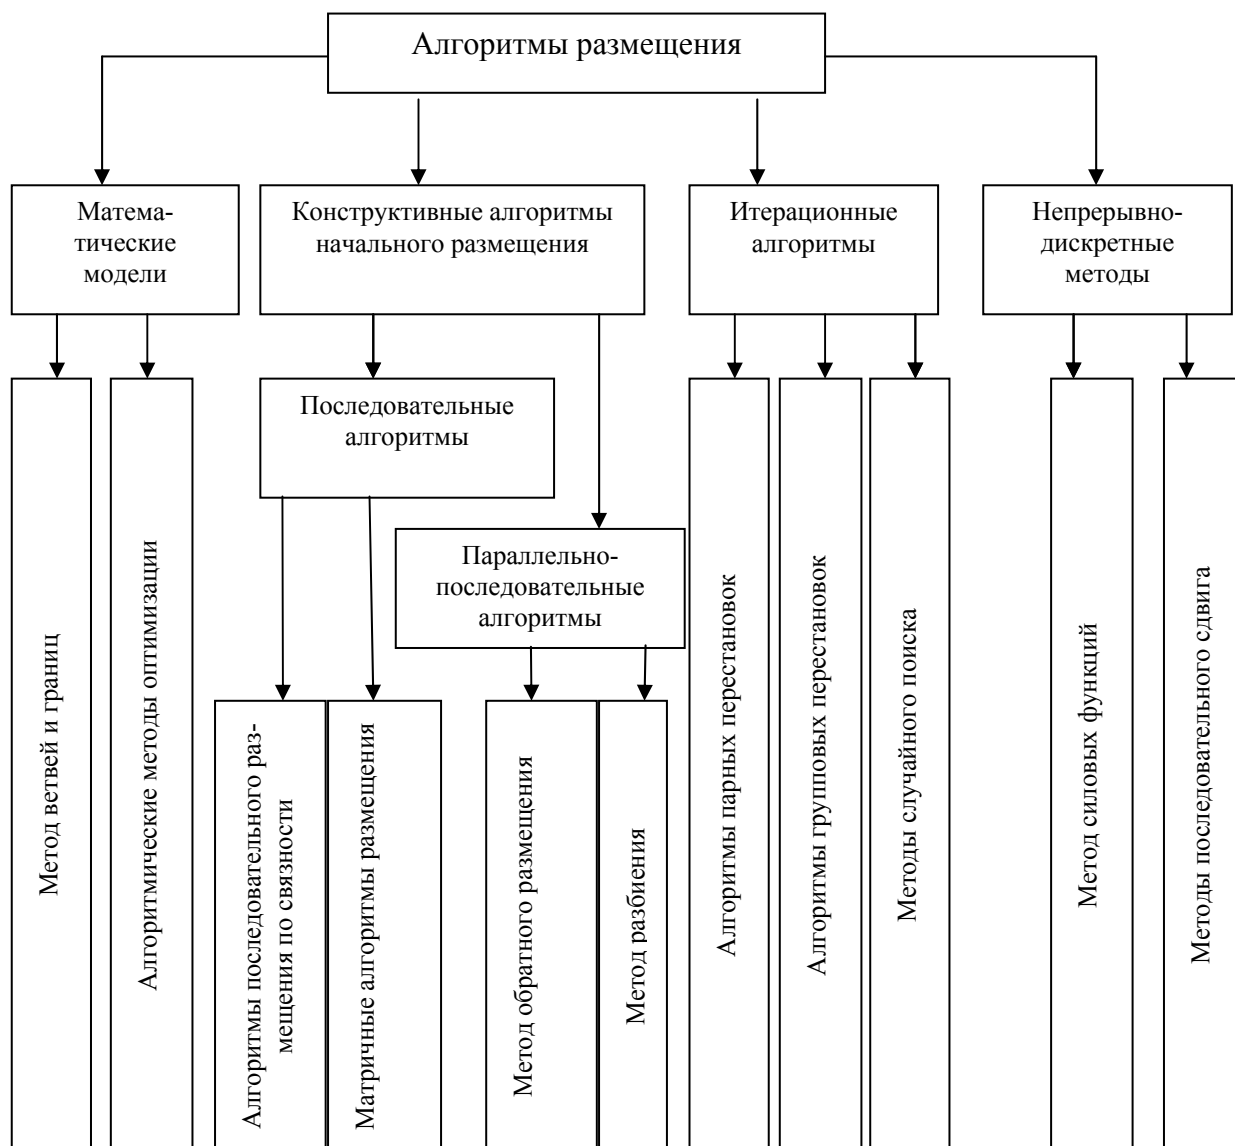 Алгоритмы размещения
Матема-
тические
модели
Конструктивные алгоритмы
начального размещения
Итерационные
алгоритмы
Непрерывно-
дискретные
методы
Последовательные
алгоритмы
Параллельно-
последовательные
алгоритмы
Метод ветвей и границ
Алгоритмические методы оптимизации
Алгоритмы последовательного раз-
мещения по связности
Матричные алгоритмы размещения
Метод обратного размещения
Метод разбиения
Алгоритмы парных перестановок
Алгоритмы групповых перестановок
Методы случайного поиска
Метод силовых функций
Методы последовательного сдвига